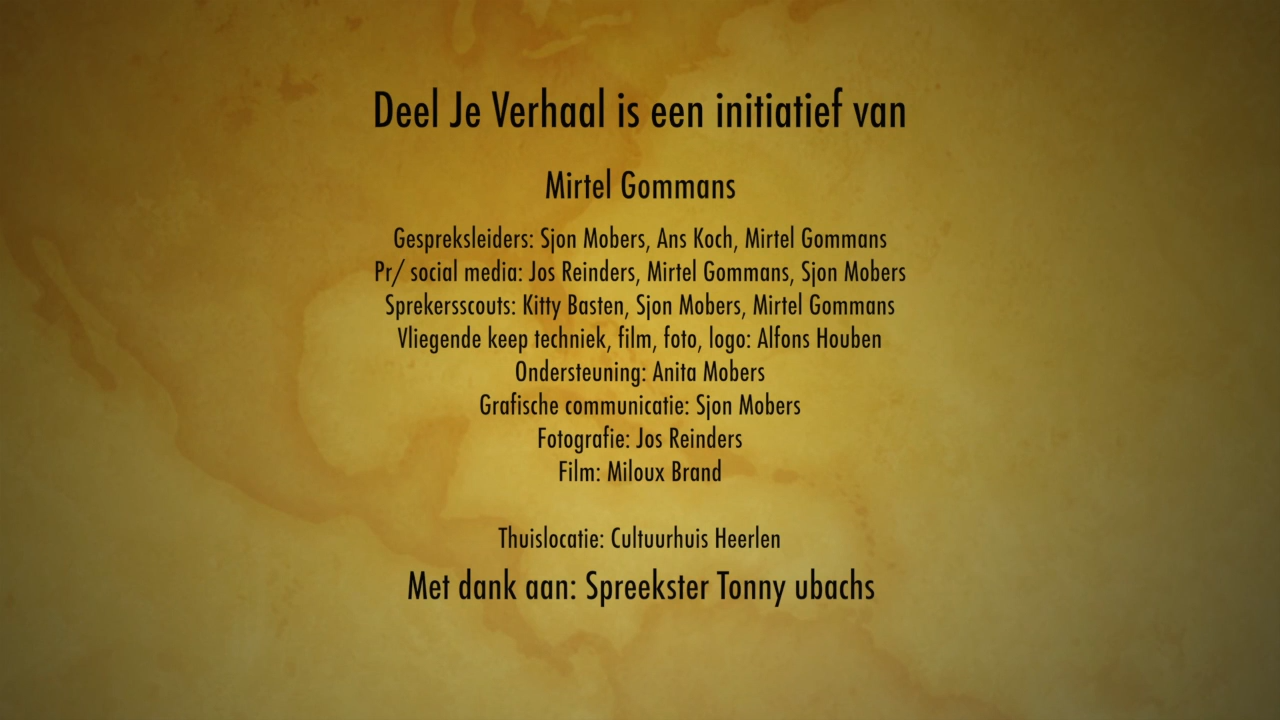 Deel Je Verhaal is een initiatief van
Mirtel Gommans
Gespreksleiders: Sjon Mobers, Ans Koch, Mirtel Gommans
Pr/ social media: Jos Reinders, Mirtel Gommans, Sjon Mobers
Sprekersscouts: Kitty Basten, Sjon Mobers, Mirtel Gommans
Vliegende keep techniek, film, foto, logo: Alfons Houben
Ondersteuning: Anita Mobers
Grafische communicatie: Sjon Mobers
Fotografie: Jos Reinders
Film: Miloux Brand
Thuislocatie: Cultuurhuis Heerlen
Met dank aan: Spreekster Tonny ubachs